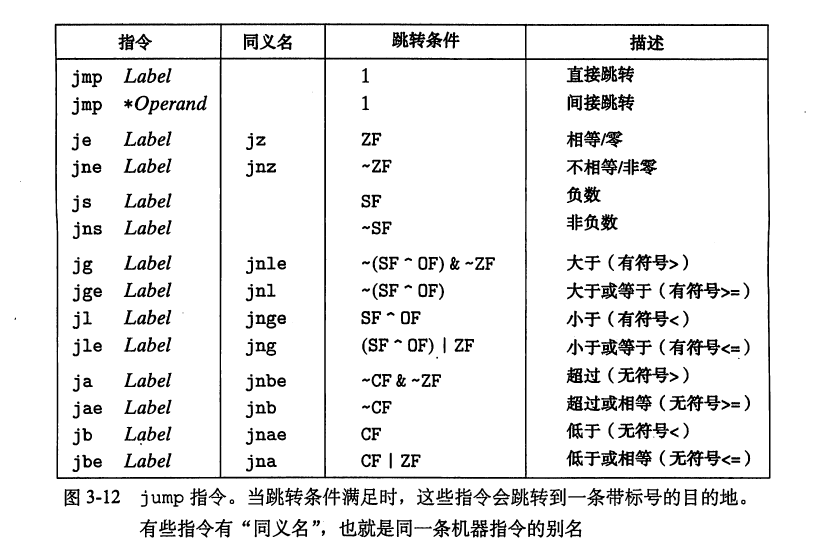 指令 同义名 跳转条件 描述
jmp Label 1 直接跳转
jmp *Operand 1 间接跳转
je Label jz ZF 相等/零
jne Label jnz ~ZF 不相等/非零
js Label SF 负数
jns Label ~SF 非负数
jg Label jnle ~(SF ^ OF) & ~ZF 大于（有符号>）
jge Label jnl ~(SF ^ OF) 大于或等于（有符号>=）
jl Label jnge SF ^ OF 小于（有符号<）
jle Label jng (SF ^ OF) | ZF 小于或等于（有符号<=）
ja Label jnbe ~CF & ~ZF 超过（无符号>）
jae Label jnb ~CF 超过或相等（无符号>=）
jb Label jnae CF 低于（无符号<）
jbe Label jna CF | ZF 低于或相等（无符号<=）
图 3-12 jump 指令。当跳转条件满足时，这些指令会跳转到一条带标号的目的地。
有些指令有“同义名”，也就是同一条机器指令的别名